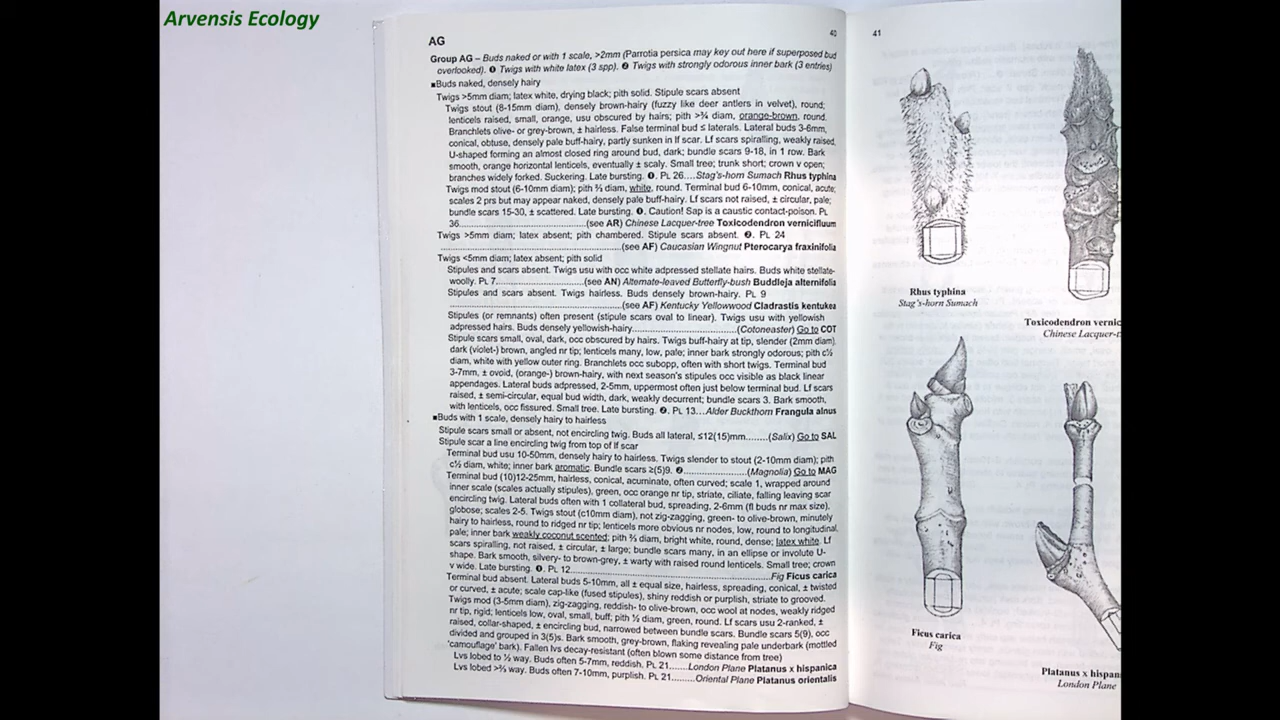 Arvensis Ecology
AG
40
Group AG – Buds naked or with 1 scale, >2mm (Parrotia persica may key out here if superposed bud
overlooked). ❶ Twigs with white latex (3 spp). ❷ Twigs with strongly odorous inner bark (3 entries)
■Buds naked, densely hairy
Twigs >5mm diam; latex white, drying black; pith solid. Stipule scars absent
Twigs stout (8-15mm diam), densely brown-hairy (fuzzy like deer antlers in velvet), round;
lenticels raised, small, orange, usu obscured by hairs; pith >¾ diam, orange-brown, round.
Branchlets olive- or grey-brown, ± hairless. False terminal bud ≤ laterals. Lateral buds 3-6mm,
conical, obtuse, densely pale buff-hairy, partly sunken in lf scar. Lf scars spiralling, weakly raised,
U-shaped forming an almost closed ring around bud, dark; bundle scars 9-18, in 1 row. Bark
smooth, orange horizontal lenticels, eventually ± scaly. Small tree; trunk short; crown v open;
branches widely forked. Suckering. Late bursting. ❶. PL 26....Stag's-horn Sumach Rhus typhina
Twigs mod stout (6-10mm diam); pith ⅔ diam, white, round. Terminal bud 6-10mm, conical, acute;
scales 2 prs but may appear naked, densely pale buff-hairy. Lf scars not raised, ± circular, pale;
bundle scars 15-30, ± scattered. Late bursting. ❶. Caution! Sap is a caustic contact-poison. PL
36...(see AR) Chinese Lacquer-tree Toxicodendron vernicifluum
Twigs >5mm diam; latex absent; pith chambered. Stipule scars absent. ❷. PL 24
...(see AF) Caucasian Wingnut Pterocarya fraxinifolia
Twigs <5mm diam; latex absent; pith solid
Stipules and scars absent. Twigs usu with occ white adpressed stellate hairs. Buds white stellate-
woolly. PL 7...(see AN) Alternate-leaved Butterfly-bush Buddleja alternifolia
Stipules and scars absent. Twigs hairless. Buds densely brown-hairy. PL 9
...(see AF) Kentucky Yellowwood Cladrastis kentukea
Stipules (or remnants) often present (stipule scars oval to linear). Twigs usu with yellowish
adpressed hairs. Buds densely yellowish-hairy...(Cotoneaster) Go to COT
Stipule scars small, oval, dark, occ obscured by hairs. Twigs buff-hairy at tip, slender (2mm diam),
dark (violet-) brown, angled nr tip; lenticels many, low, pale; inner bark strongly odorous; pith c⅓
diam, white with yellow outer ring. Branchlets occ subopp, often with short twigs. Terminal bud
3-7mm, ± ovoid, (orange-) brown-hairy, with next season's stipules occ visible as black linear
appendages. Lateral buds adpressed, 2-5mm, uppermost often just below terminal bud. Lf scars
raised, ± semi-circular, equal bud width, dark, weakly decurrent; bundle scars 3. Bark smooth,
with lenticels, occ fissured. Small tree. Late bursting. ❷. PL 13...Alder Buckthorn Frangula alnus
■Buds with 1 scale, densely hairy to hairless
Stipule scars small or absent, not encircling twig. Buds all lateral, ≤12(15)mm........(Salix) Go to SAL
Stipule scar a line encircling twig from top of lf scar
Terminal bud usu 10-50mm, densely hairy to hairless. Twigs slender to stout (2-10mm diam); pith
c½ diam, white; inner bark aromatic. Bundle scars ≥(5)9. ❷...(Magnolia) Go to MAG
Terminal bud (10)12-25mm, hairless, conical, acuminate, often curved; scale 1, wrapped around
inner scale (scales actually stipules), green, occ orange nr tip, striate, ciliate, falling leaving scar
encircling twig. Lateral buds often with 1 collateral bud, spreading, 2-6mm (fl buds nr max size),
globose; scales 2-5. Twigs stout (c10mm diam), not zig-zagging, green- to olive-brown, minutely
hairy to hairless, round to ridged nr tip; lenticels more obvious nr nodes, low, round to longitudinal,
pale; inner bark weakly coconut scented; pith ⅔ diam, bright white, round, dense; latex white. Lf
scars spiralling, not raised, ± circular, ± large; bundle scars many, in an ellipse or involute U-
shape. Bark smooth, silvery- to brown-grey, ± warty with raised round lenticels. Small tree; crown
v wide. Late bursting. ❶. PL 12...Fig Ficus carica
Terminal bud absent. Lateral buds 5-10mm, all ± equal size, hairless, spreading, conical, ± twisted
or curved, ± acute; scale cap-like (fused stipules), shiny reddish or purplish, striate to grooved.
Twigs mod (3-5mm diam), zig-zagging, reddish- to olive-brown, occ wool at nodes, weakly ridged
nr tip, rigid; lenticels low, oval, small, buff; pith ½ diam, green, round. Lf scars usu 2-ranked, ±
raised, collar-shaped, ± encircling bud, narrowed between bundle scars. Bundle scars 5(9), occ
divided and grouped in 3(5)s. Bark smooth, grey-brown, flaking revealing pale underbark (mottled
'camouflage' bark). Fallen lvs decay-resistant (often blown some distance from tree)
Lvs lobed to ½ way. Buds often 5-7mm, reddish. PL 21......London Plane Platanus x hispanica
Lvs lobed >⅔ way. Buds often 7-10mm, purplish. PL 21.........Oriental Plane Platanus orientalis
41
Rhus typhina
Stag's-horn Sumach
Toxicodendron vernic
Chinese Lacquer-t
Ficus carica
Fig
Platanus x hispan
London Plane